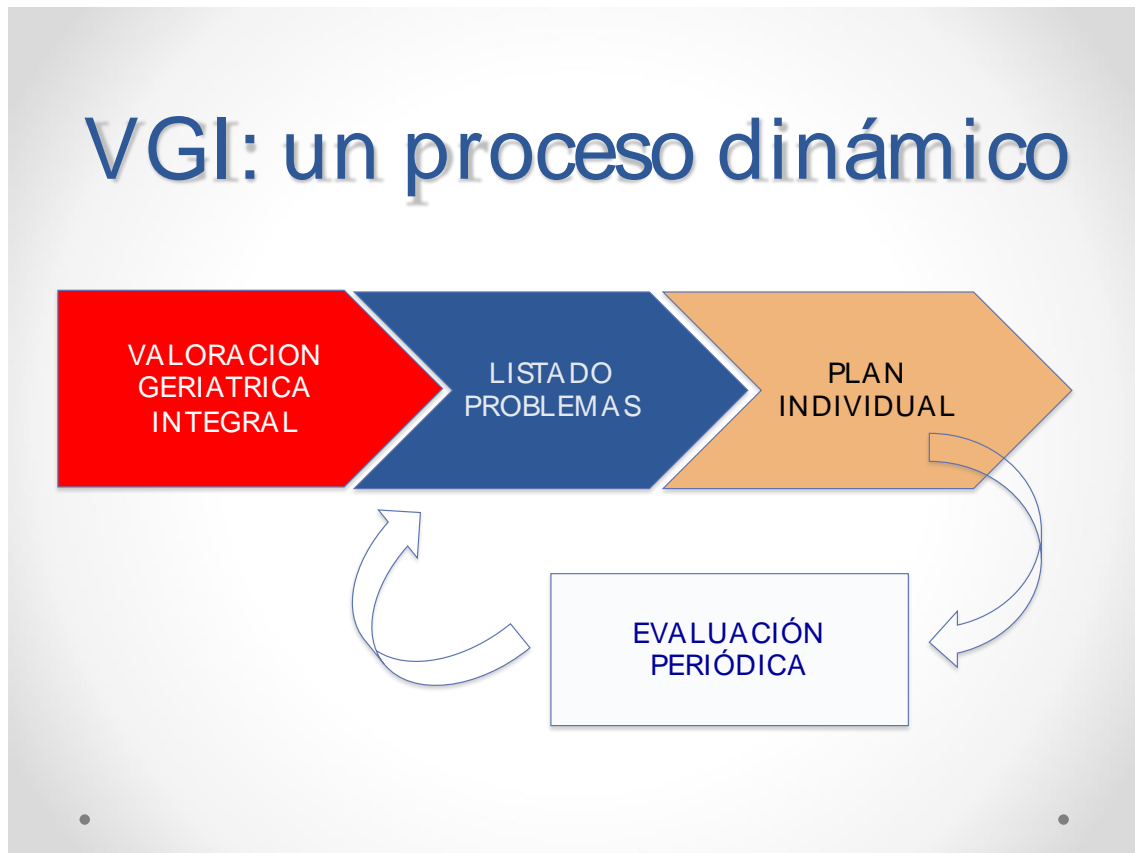 VGI: un proceso dinámico
VALORACION
GERIATRICA
INTEGRAL
LISTADO
PROBLEMAS
PLAN
INDIVIDUAL
EVALUACIÓN
PERIÓDICA